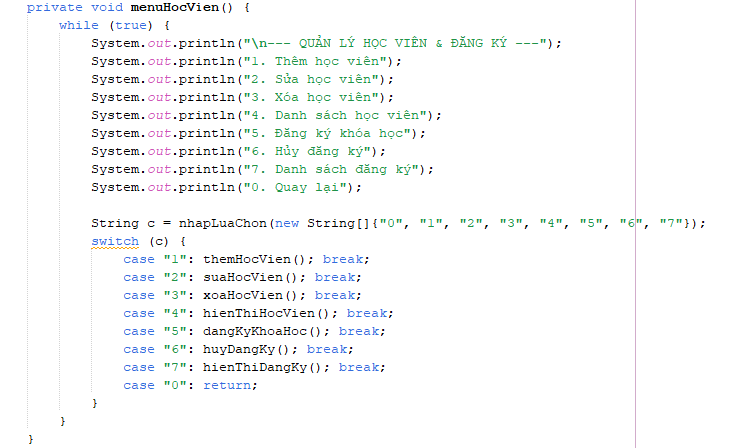 private void menuHocVien() {
while (true) {
System.out.println("\n--- QUẢN LÝ HỌC VIÊN & ĐĂNG KÝ ---");
System.out.println("1. Thêm học viên");
System.out.println("2. Sửa học viên");
System.out.println("3. Xóa học viên");
System.out.println("4. Danh sách học viên");
System.out.println("5. Đăng ký khóa học");
System.out.println("6. Hủy đăng ký");
System.out.println("7. Danh sách đăng ký");
System.out.println("0. Quay lại");
String c = nhapLuaChon(new String[]{"0", "1", "2", "3", "4", "5", "6", "7"});
switch (c) {
case "1": themHocVien(); break;
case "2": suaHocVien(); break;
case "3": xoaHocVien(); break;
case "4": hienThiHocVien(); break;
case "5": dangKyKhoaHoc(); break;
case "6": huyDangKy(); break;
case "7": hienThiDangKy(); break;
case "0": return;
}
}
}